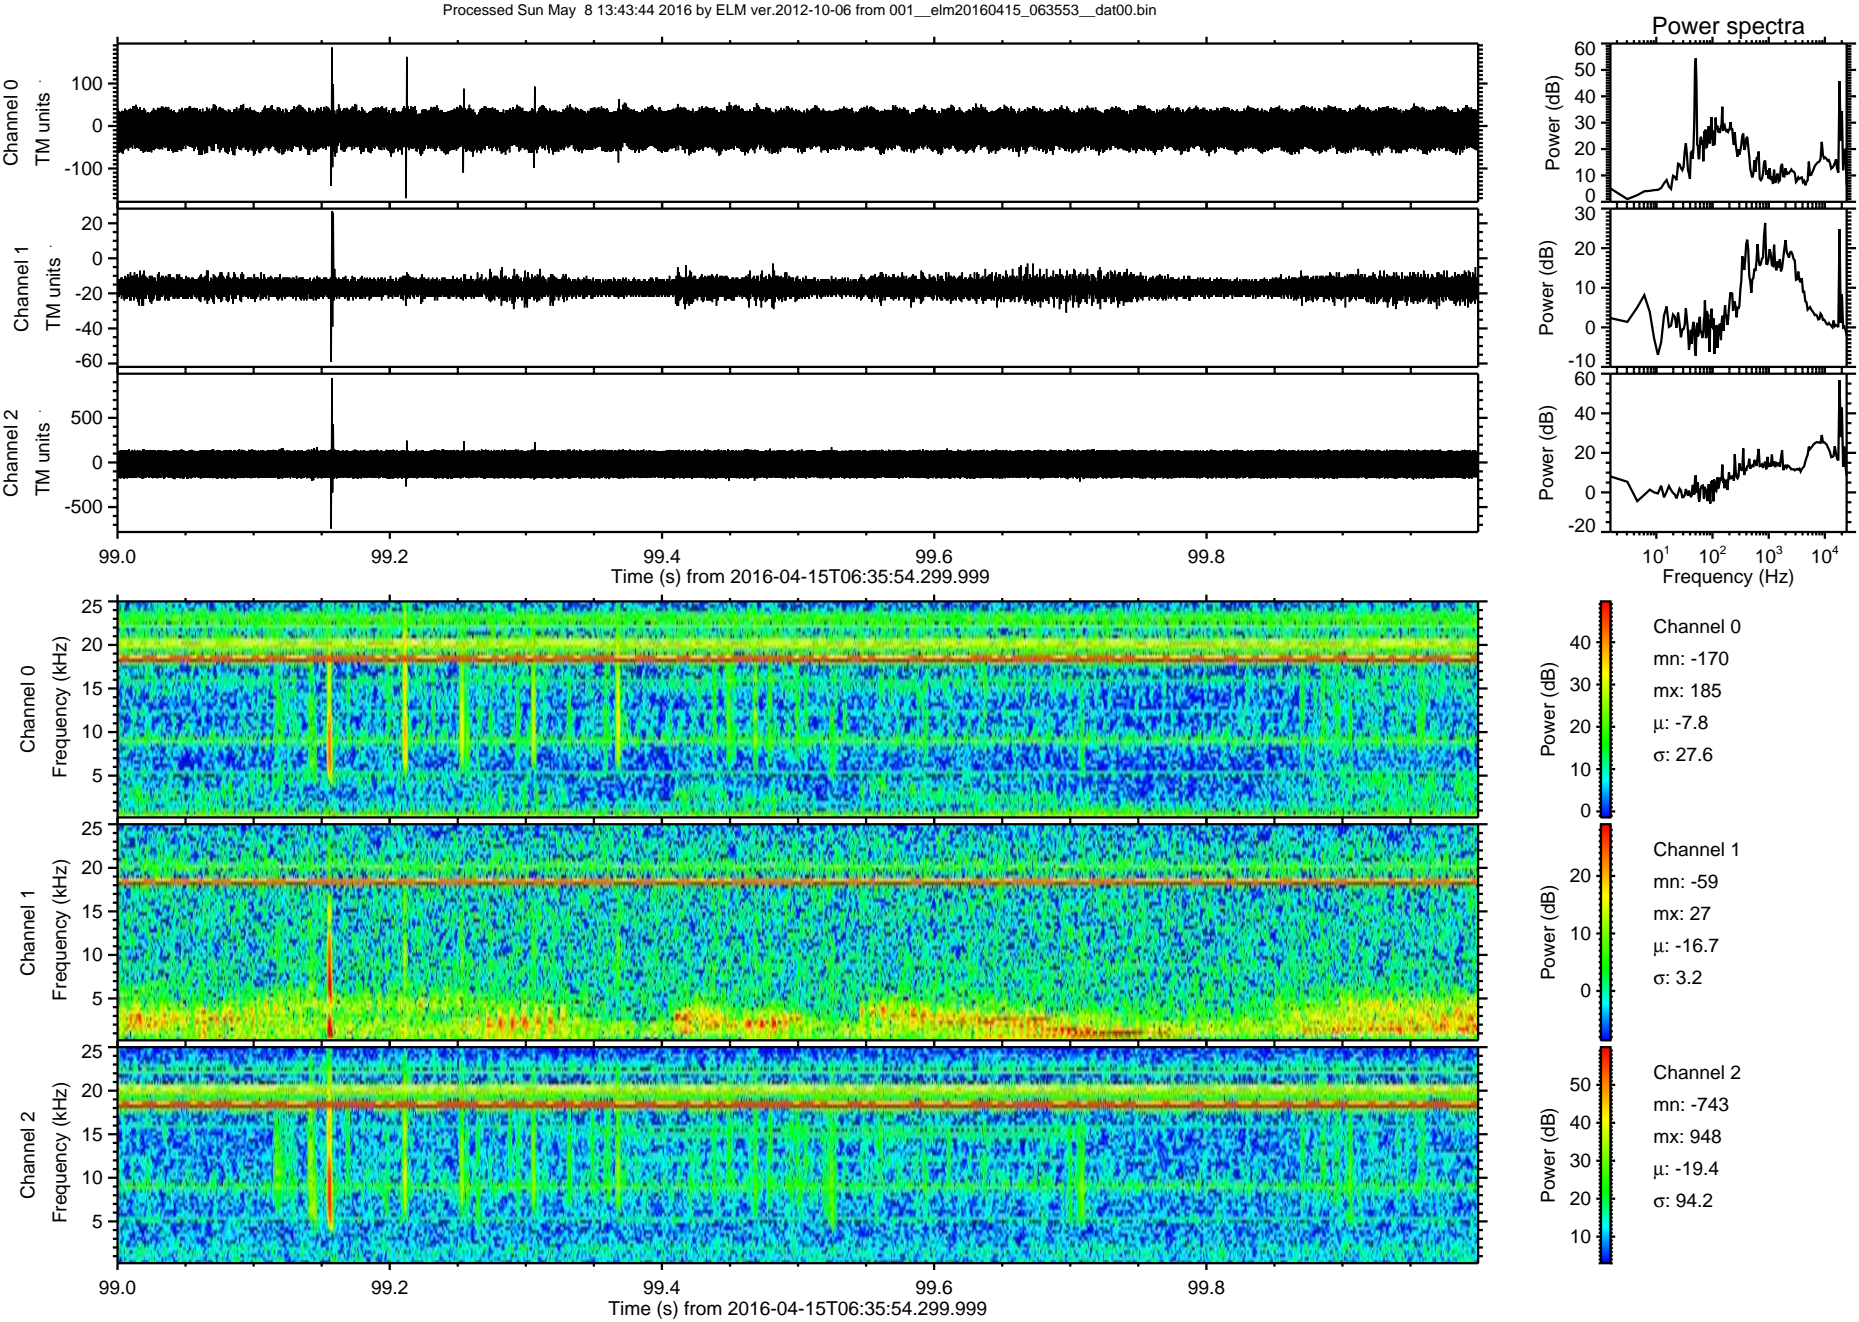 Processed Sun May  8 13:43:44 2016 by ELM ver.2012-10-06 from 001__elm20160415_063553__dat00.bin
Power spectra
Channel 0
TM units
100
0
-100
Power (dB)
60
50
40
30
20
10
0
Channel 1
TM units
20
0
-20
-40
-60
Power (dB)
30
20
10
0
-10
Channel 2
TM units
500
0
-500
Power (dB)
60
40
20
0
-20
99.0 99.2 99.4 99.6 99.8
Time (s) from 2016-04-15T06:35:54.299.999
10^1 10^2 10^3 10^4
Frequency (Hz)
Channel 0
Frequency (kHz)
25
20
15
10
5
Power (dB)
40
30
20
10
0
Channel 0
mn: -170
mx: 185
μ: -7.8
σ: 27.6
Channel 1
Frequency (kHz)
25
20
15
10
5
Power (dB)
20
10
0
Channel 1
mn: -59
mx: 27
μ: -16.7
σ: 3.2
Channel 2
Frequency (kHz)
25
20
15
10
5
Power (dB)
50
40
30
20
10
Channel 2
mn: -743
mx: 948
μ: -19.4
σ: 94.2
99.0 99.2 99.4 99.6 99.8
Time (s) from 2016-04-15T06:35:54.299.999